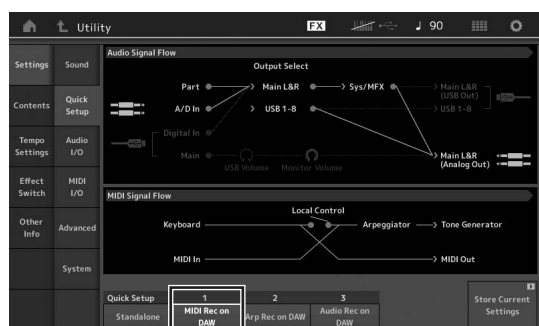 Utility
FX
♩ 90
Settings
Sound
Contents
Quick
Setup
Tempo
Settings
Audio
I/O
Effect
Switch
MIDI
I/O
Other
Info
Advanced
System
Audio Signal Flow
Output Select
Part
Main L&R
Sys/MFX
Main L&R
(USB Out)
A/D In
USB 1-8
USB 1-8
Digital In
Main
USB Volume
Monitor Volume
Main L&R
(Analog Out)
MIDI Signal Flow
Local Control
Keyboard
Arpeggiator
Tone Generator
MIDI In
MIDI Out
Quick Setup
1
2
3
Standalone
MIDI Rec on
DAW
Arp Rec on DAW
Audio Rec on
DAW
Store Current
Settings